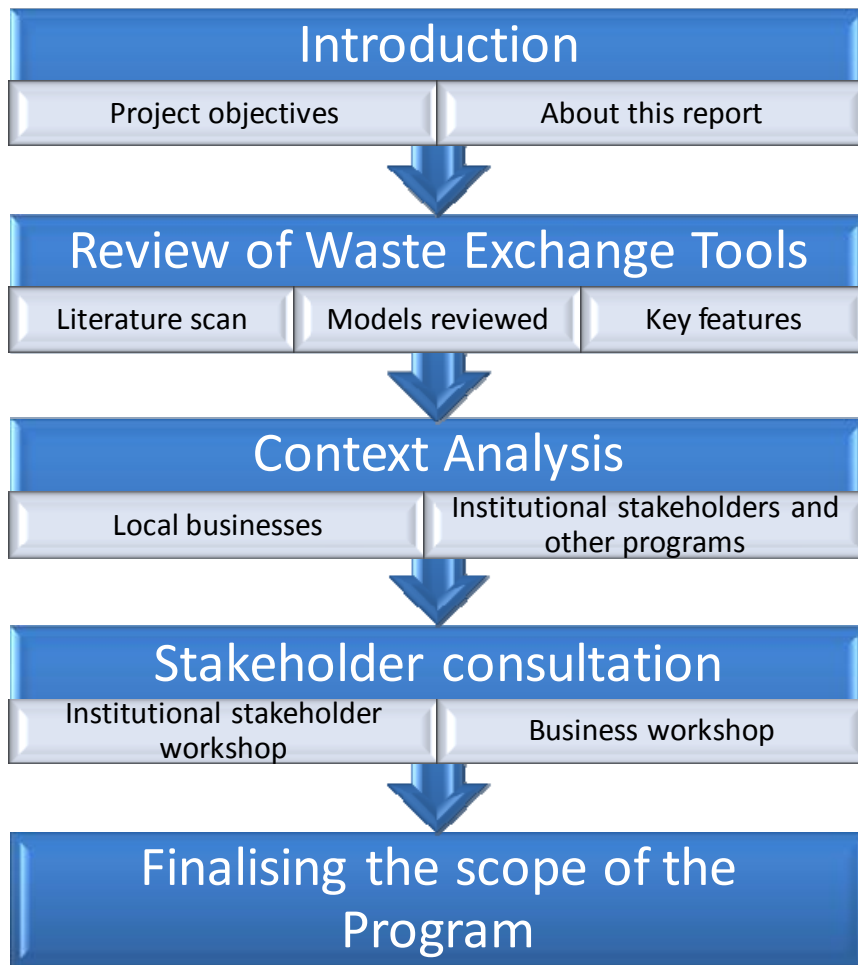 Introduction
Project objectives
About this report
Review of Waste Exchange Tools
Literature scan
Models reviewed
Key features
Context Analysis
Local businesses
Institutional stakeholders and
other programs
Stakeholder consultation
Institutional stakeholder
workshop
Business workshop
Finalising the scope of the
Program